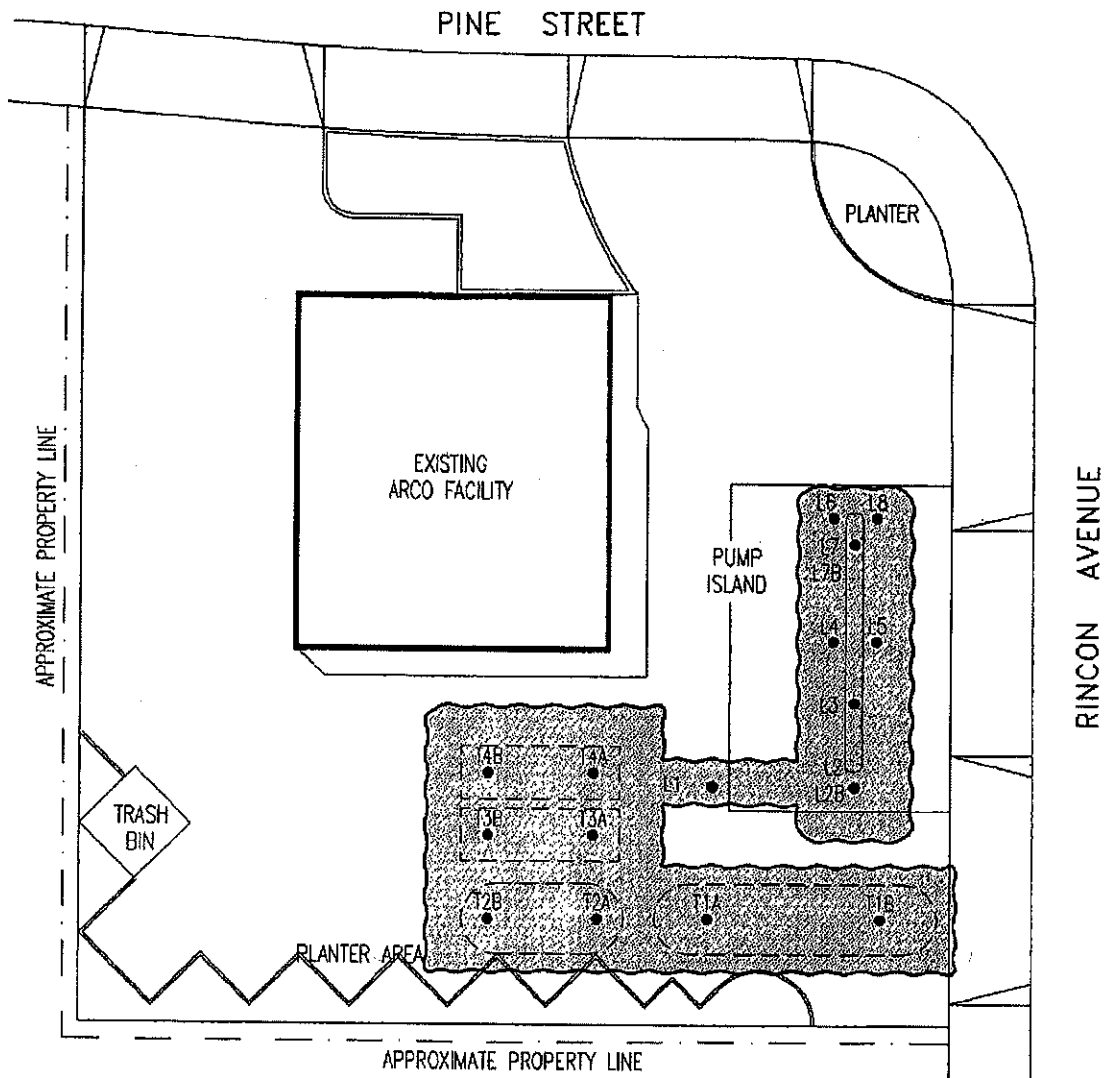 PINE STREET
PLANTER
EXISTING
ARCO FACILITY
APPROXIMATE PROPERTY LINE
RINCON AVENUE
PUMP
ISLAND
L6
L8
L7
L7B
L4
L5
L3
L2
L2B
L1
T4B
T4A
T3B
T3A
T2B
T2A
T1A
T1B
TRASH
BIN
PLANTER AREA
APPROXIMATE PROPERTY LINE